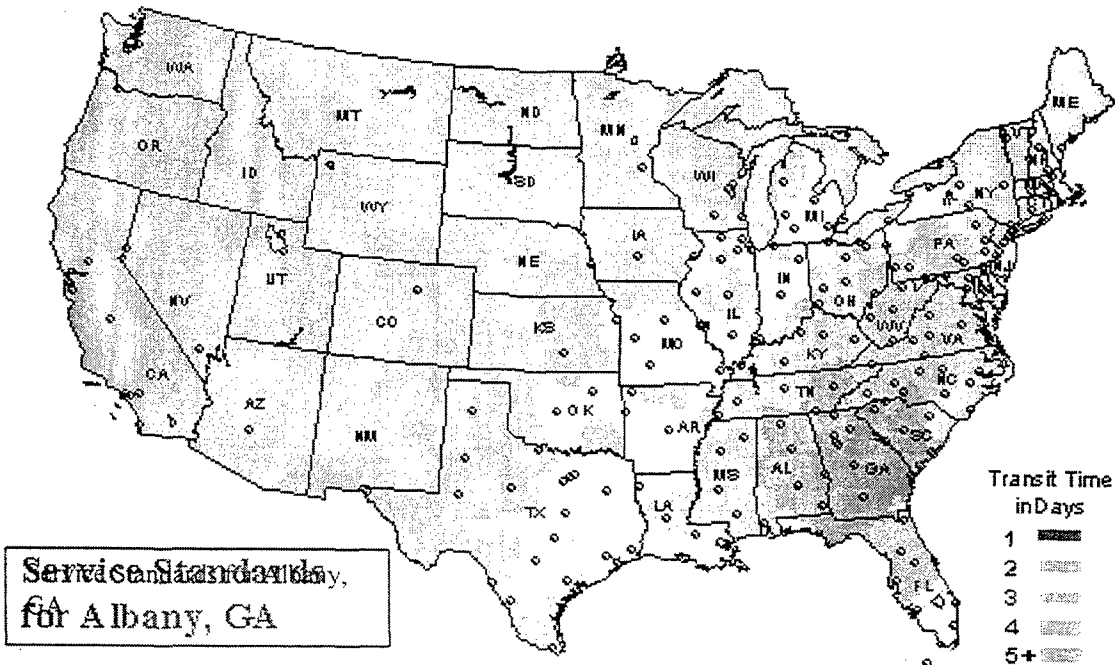 WA
OR
ID
MT
ND
MN
SD
WY
WI
MI
ME
NH
NY
IA
NE
PA
NV
UT
CO
KS
MO
IL
IN
OH
WV
VA
KY
CA
AZ
NM
OK
AR
TN
NC
SC
TX
LA
MS
AL
GA
FL
Transit Time
in Days
1
2
3
4
5+
Service Standards
for Albany, GA